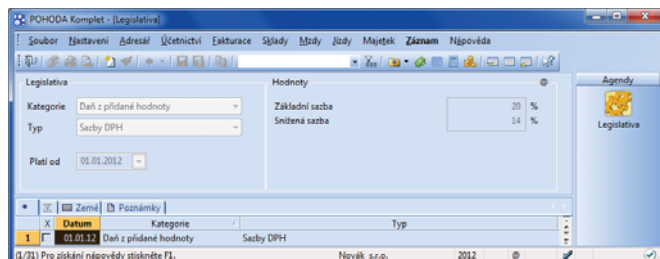 POHODA Komplet - [Legislativa]
Soubor Nastavení Adresář Účetnictví Fakturace Sklady Mzdy Jízdy Majetek Záznam Nápověda
Legislativa Hodnoty @ Agendy
Kategorie Daň z přidané hodnoty Základní sazba 20 %
Typ Sazby DPH Snížená sazba 14 % Legislativa
Platí od 01.01.2012
* Země Poznámky
X Datum Kategorie Typ
1 01.01.12 Daň z přidané hodnoty Sazby DPH
(1/31) Pro získání nápovědy stiskněte F1. Novák s.r.o. 2012 @